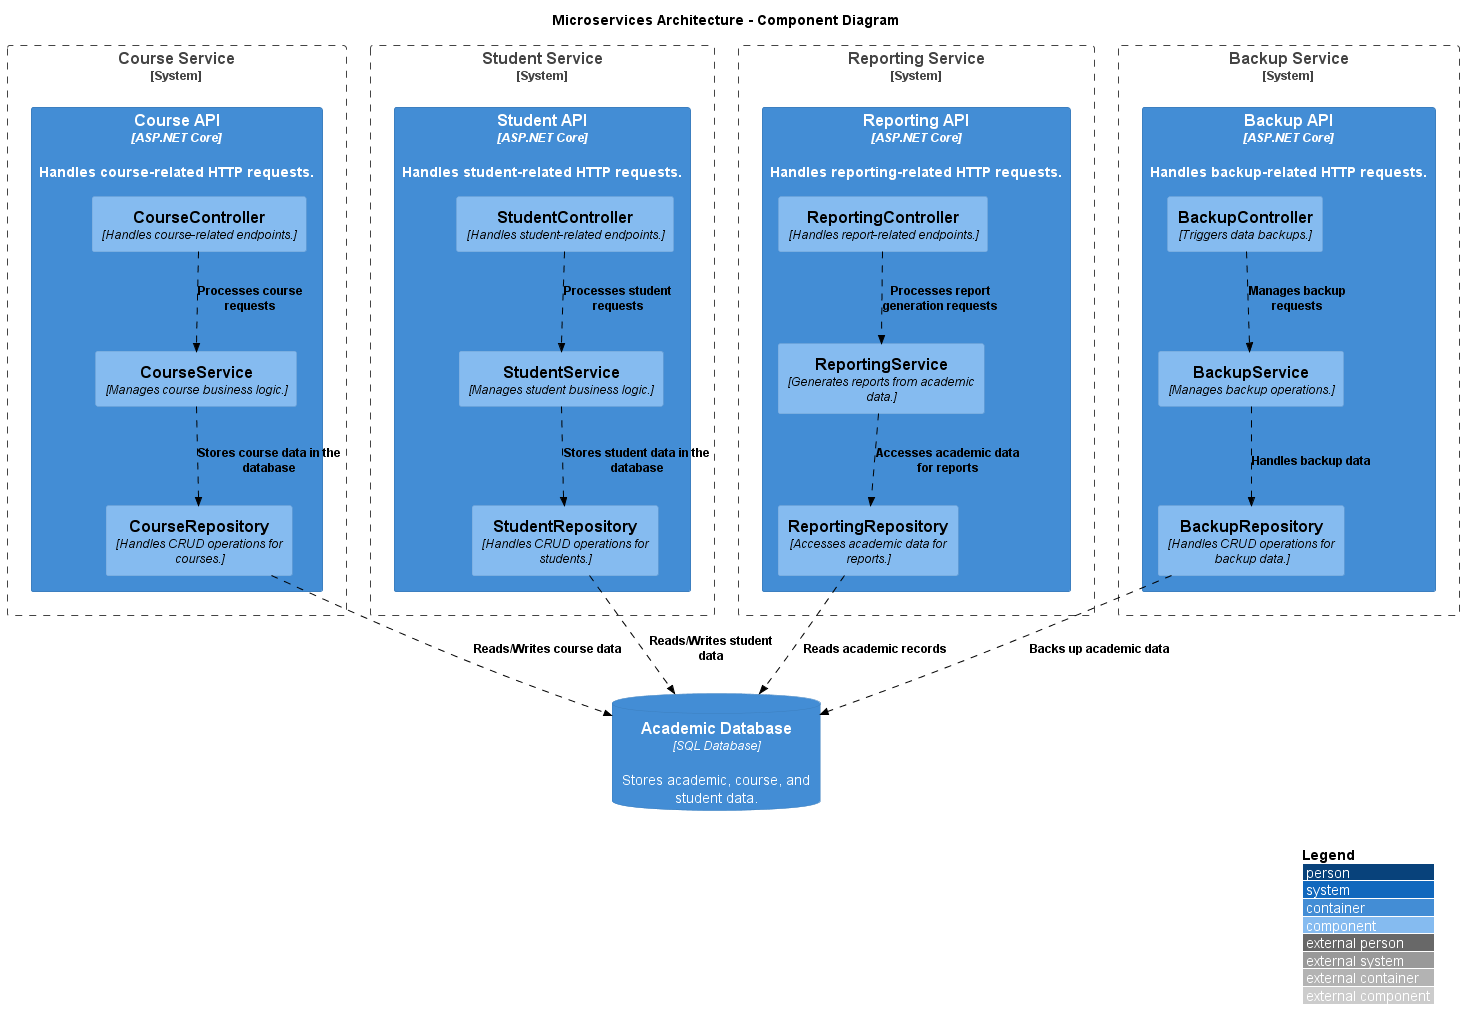 Microservices Architecture - Component Diagram
Course Service
[System]
Course API
[ASP.NET Core]
Handles course-related HTTP requests.
CourseController
[Handles course-related endpoints.]
Processes course
requests
CourseService
[Manages course business logic.]
Stores course data in the
database
CourseRepository
[Handles CRUD operations for
courses.]
Student Service
[System]
Student API
[ASP.NET Core]
Handles student-related HTTP requests.
StudentController
[Handles student-related endpoints.]
Processes student
requests
StudentService
[Manages student business logic.]
Stores student data in the
database
StudentRepository
[Handles CRUD operations for
students.]
Reporting Service
[System]
Reporting API
[ASP.NET Core]
Handles reporting-related HTTP requests.
ReportingController
[Handles report-related endpoints.]
Processes report
generation requests
ReportingService
[Generates reports from academic
data.]
Accesses academic data
for reports
ReportingRepository
[Accesses academic data for
reports.]
Backup Service
[System]
Backup API
[ASP.NET Core]
Handles backup-related HTTP requests.
BackupController
[Triggers data backups.]
Manages backup
requests
BackupService
[Manages backup operations.]
Handles backup data
BackupRepository
[Handles CRUD operations for
backup data.]
Reads/Writes course data
Reads/Writes student
data
Reads academic records
Backs up academic data
Academic Database
[SQL Database]
Stores academic, course, and
student data.
Legend
person
system
container
component
external person
external system
external container
external component